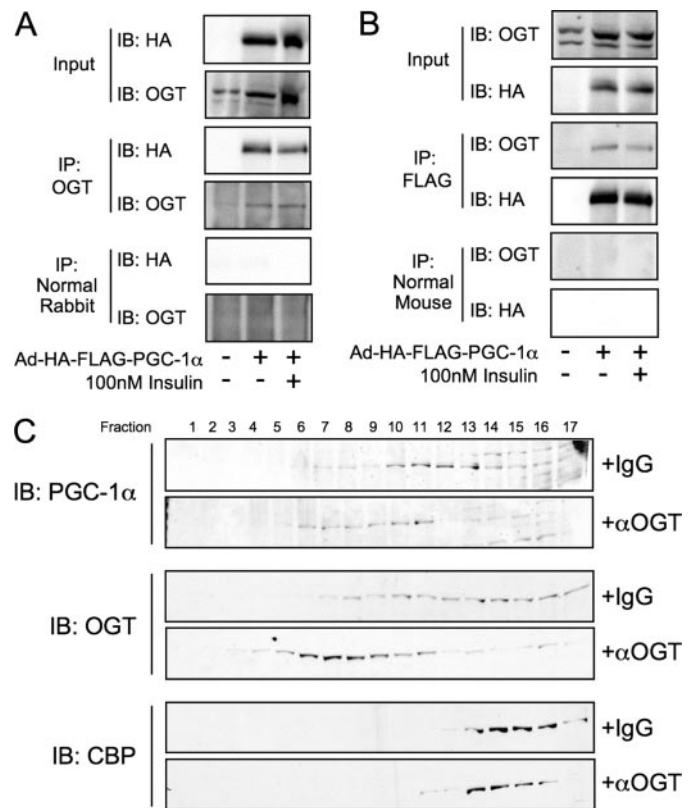 A
Input
IB: HA
IB: OGT
IP:
OGT
IB: HA
IB: OGT
IP:
Normal
Rabbit
IB: HA
IB: OGT
Ad-HA-FLAG-PGC-1α - + +
100nM Insulin - - +
B
Input
IB: OGT
IB: HA
IP:
FLAG
IB: OGT
IB: HA
IP:
Normal
Mouse
IB: OGT
IB: HA
Ad-HA-FLAG-PGC-1α - + +
100nM Insulin - - +
C
Fraction 1 2 3 4 5 6 7 8 9 10 11 12 13 14 15 16 17
IB: PGC-1α
+IgG
+αOGT
IB: OGT
+IgG
+αOGT
IB: CBP
+IgG
+αOGT